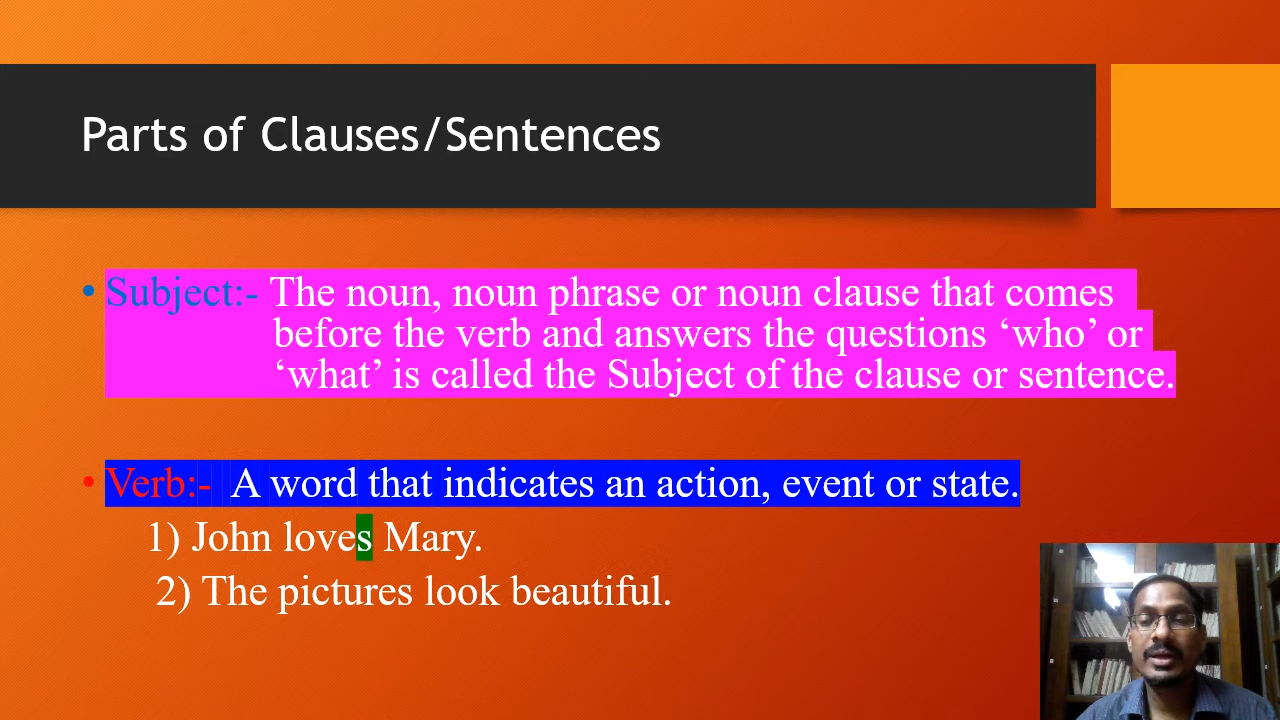 Parts of Clauses/Sentences
• Subject:- The noun, noun phrase or noun clause that comes
before the verb and answers the questions ‘who’ or
‘what’ is called the Subject of the clause or sentence.
• Verb:- A word that indicates an action, event or state.
1) John loves Mary.
2) The pictures look beautiful.